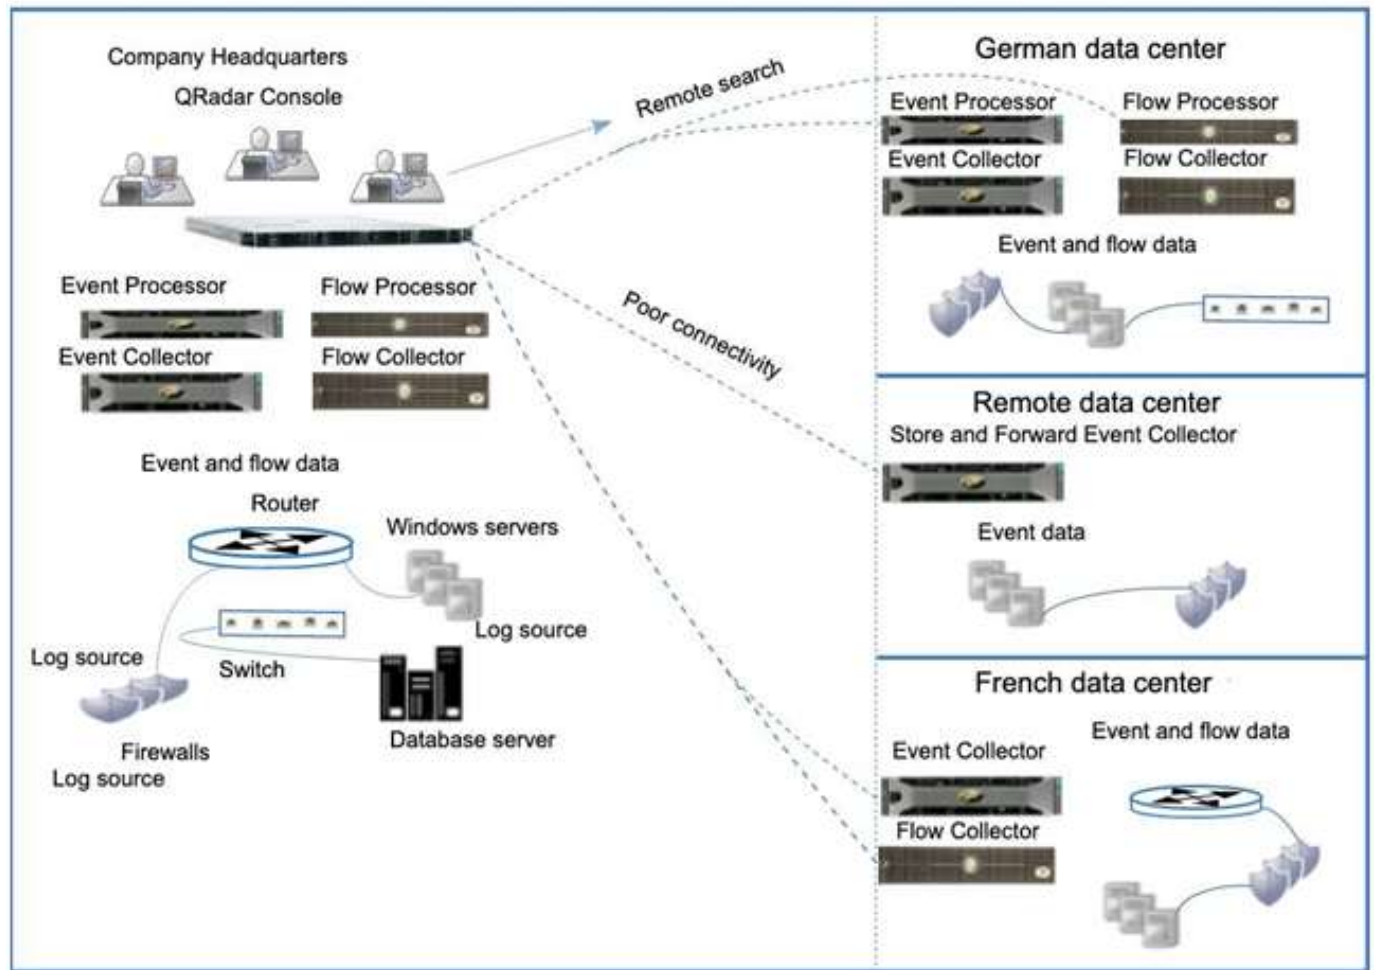 Company Headquarters
QRadar Console
Remote search
Poor connectivity
Event Processor
Flow Processor
Event Collector
Flow Collector
Event and flow data
Router
Windows servers
Log source
Log source
Switch
Firewalls
Log source
Database server
German data center
Event Processor
Flow Processor
Event Collector
Flow Collector
Event and flow data
Remote data center
Store and Forward Event Collector
Event data
French data center
Event and flow data
Event Collector
Flow Collector